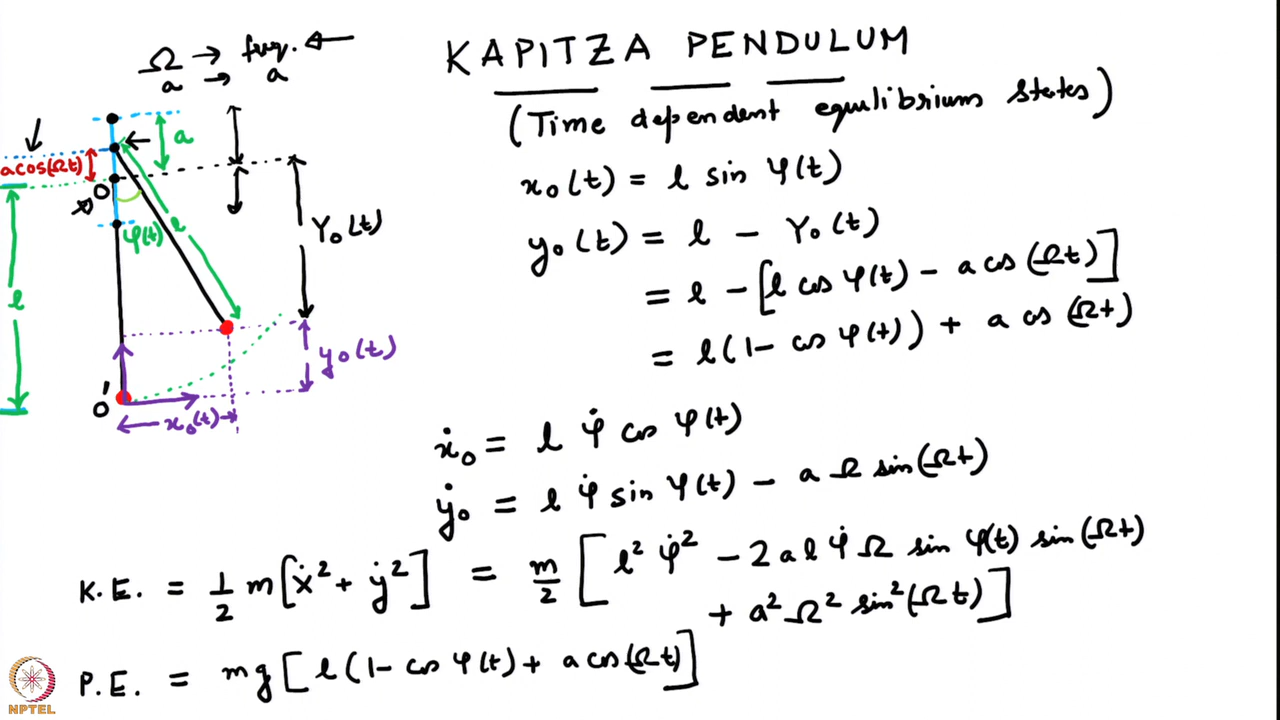 Ω → freq. ←
a → a
KAPITZA PENDULUM
(Time dependent equilibrium states)
a
a cos(Ωt)
O
φ(t)
l
l
Y₀(t)
y₀(t)
O'
x₀(t)
x₀(t) = l sin φ(t)
y₀(t) = l - Y₀(t)
= l - [l cos φ(t) - a cos (Ωt)]
= l(1- cos φ(t)) + a cos (Ωt)
ẋ₀ = l φ̇ cos φ(t)
ẏ₀ = l φ̇ sin φ(t) - a Ω sin(Ωt)
K.E. = 1/2 m[ẋ² + ẏ²] = m/2 [l² φ̇² - 2 a l φ̇ Ω sin φ(t) sin(Ωt)
+ a² Ω² sin²(Ωt)]
P.E. = mg[l(1- cos φ(t) + a cos(Ωt)]
NPTEL